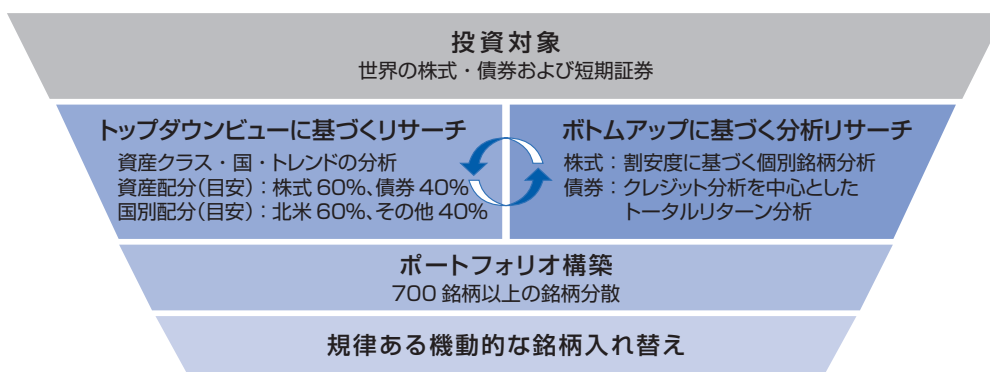 投資対象
世界の株式・債券および短期証券
トップダウンビューに基づくリサーチ
資産クラス・国・トレンドの分析
資産配分(目安):株式 60%、債券 40%
国別配分(目安):北米 60%、その他 40%
ボトムアップに基づく分析リサーチ
株式:割安度に基づく個別銘柄分析
債券:クレジット分析を中心とした
トータルリターン分析
ポートフォリオ構築
700 銘柄以上の銘柄分散
規律ある機動的な銘柄入れ替え